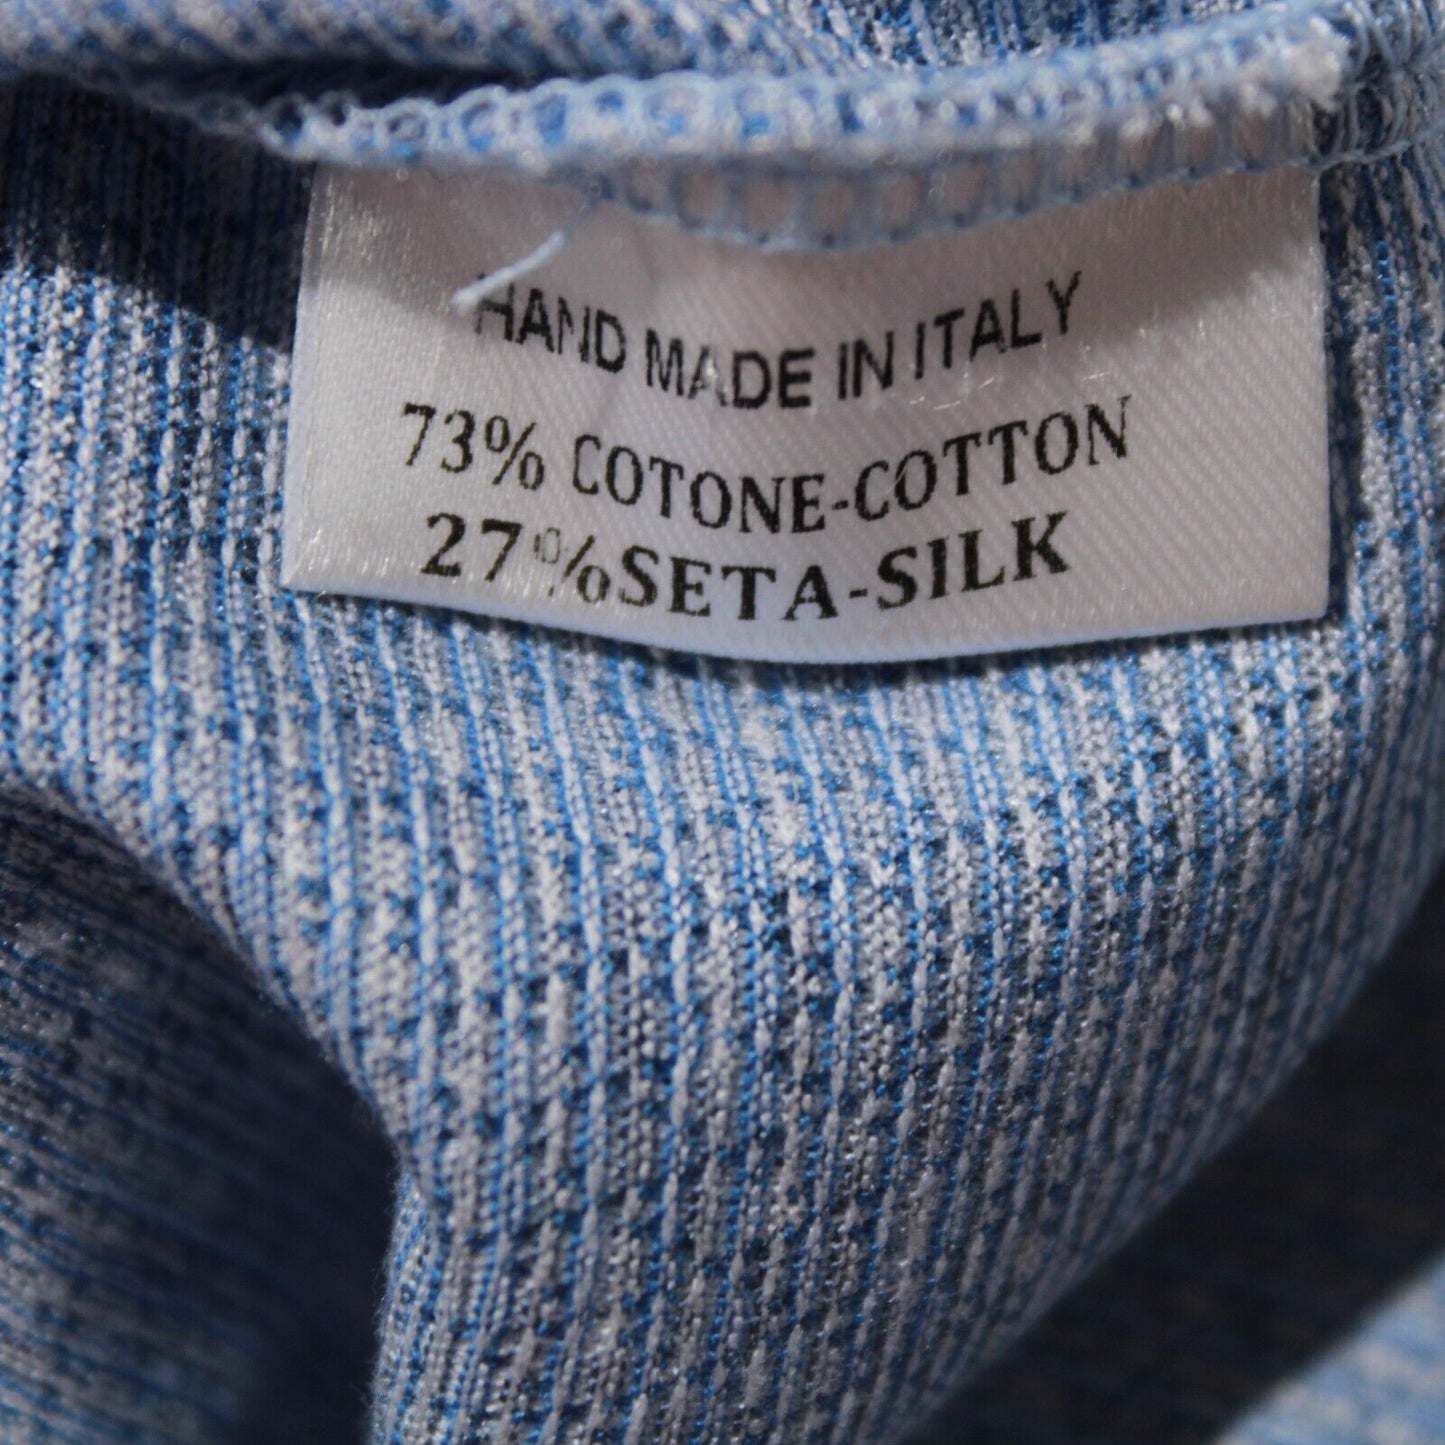 HAND MADE IN ITALY
73% COTONE-COTTON
27%SETA-SILK